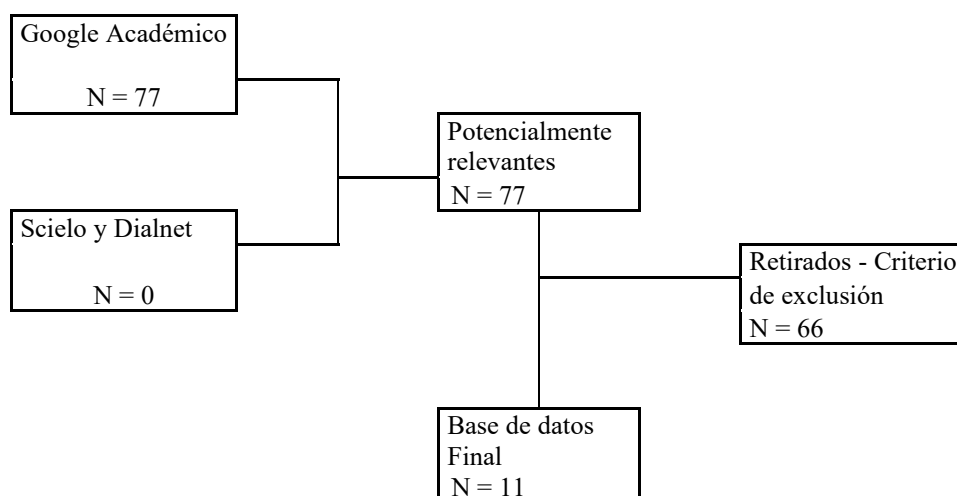 Google Académico
N = 77
Scielo y Dialnet
N = 0
Potencialmente
relevantes
N = 77
Retirados - Criterio
de exclusión
N = 66
Base de datos
Final
N = 11